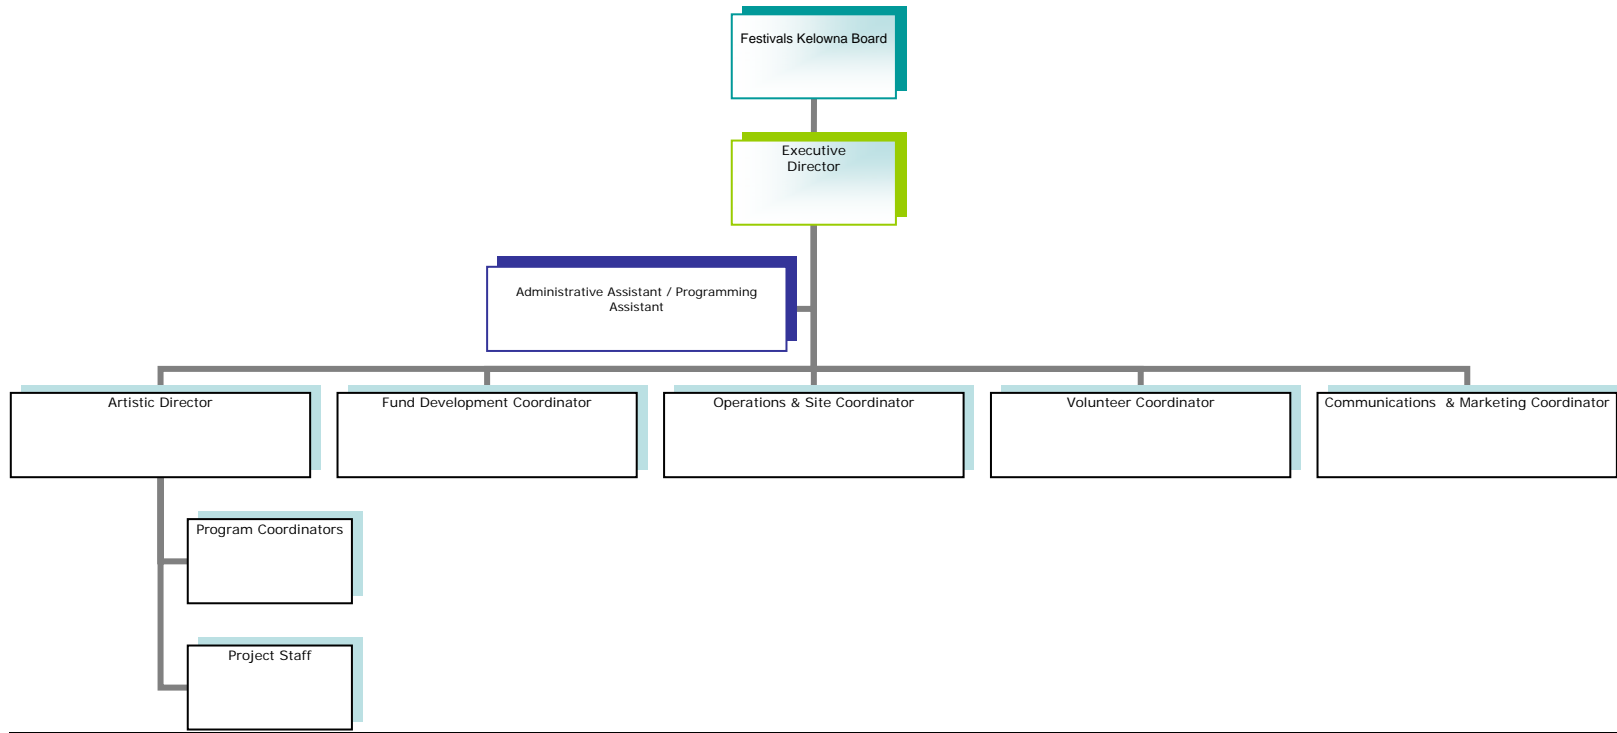 Festivals Kelowna Board
Executive
Director
Administrative Assistant / Programming
Assistant
Artistic Director
Fund Development Coordinator
Operations & Site Coordinator
Volunteer Coordinator
Communications  & Marketing Coordinator
Program Coordinators
Project Staff